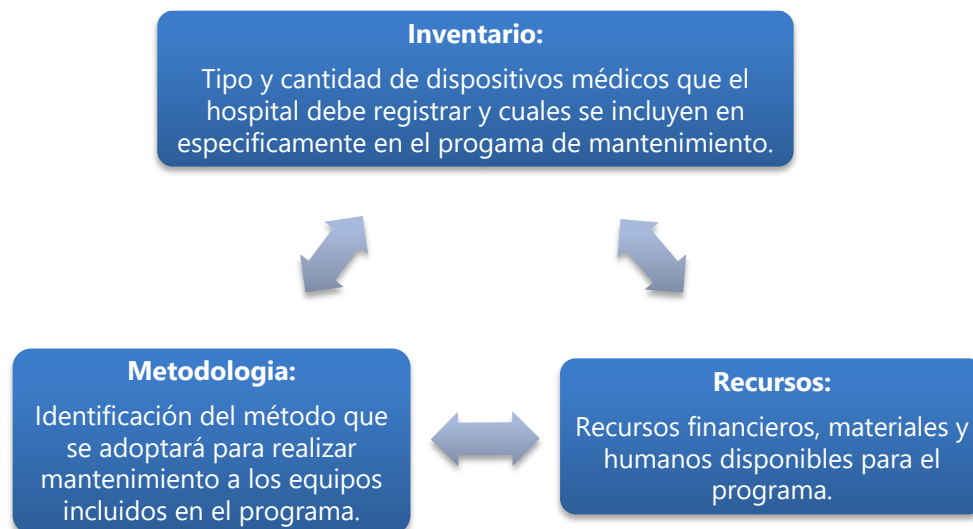 Inventario:
Tipo y cantidad de dispositivos médicos que el
hospital debe registrar y cuales se incluyen en
especificamente en el progama de mantenimiento.
Metodologia:
Identificación del método que
se adoptará para realizar
mantenimiento a los equipos
incluidos en el programa.
Recursos:
Recursos financieros, materiales y
humanos disponibles para el
programa.